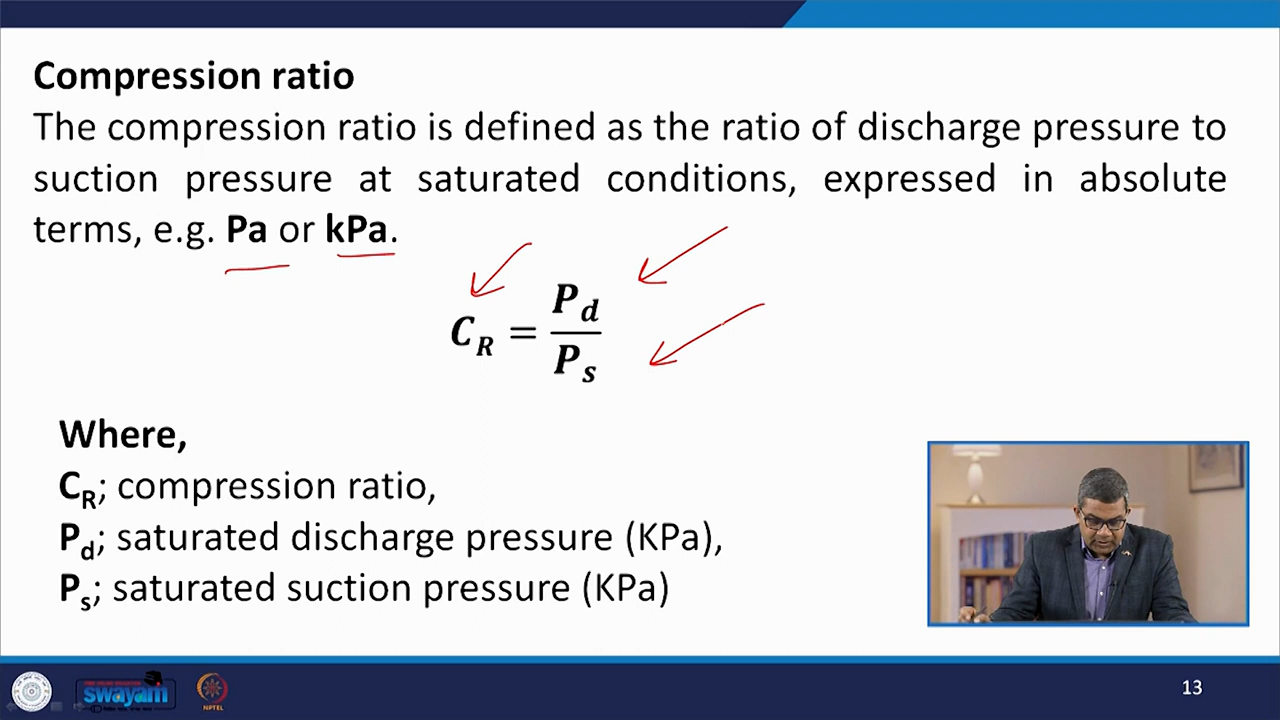 Compression ratio
The compression ratio is defined as the ratio of discharge pressure to
suction pressure at saturated conditions, expressed in absolute
terms, e.g. Pa or kPa.
C_R = P_d / P_s
Where,
C_R; compression ratio,
P_d; saturated discharge pressure (KPa),
P_s; saturated suction pressure (KPa)
swayam
NPTEL
13